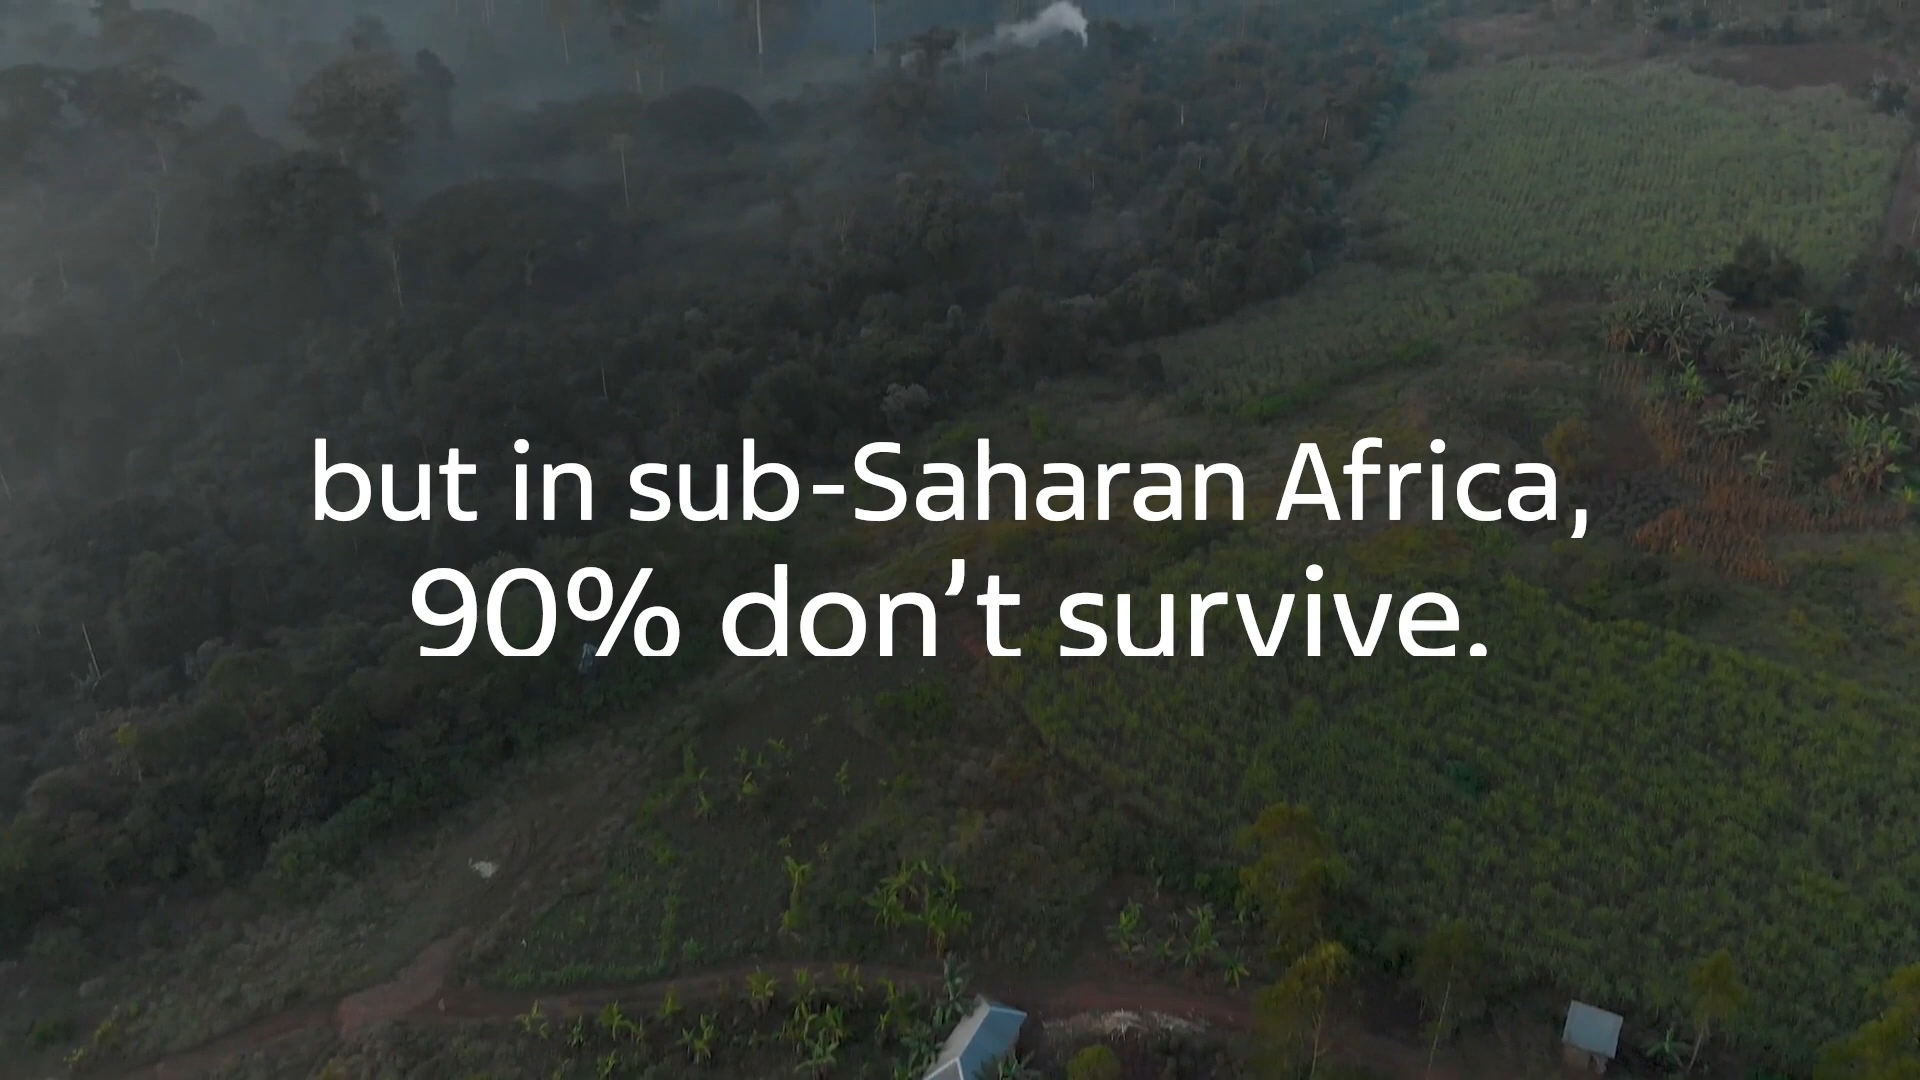 but in sub-Saharan Africa,
90% don’t survive.